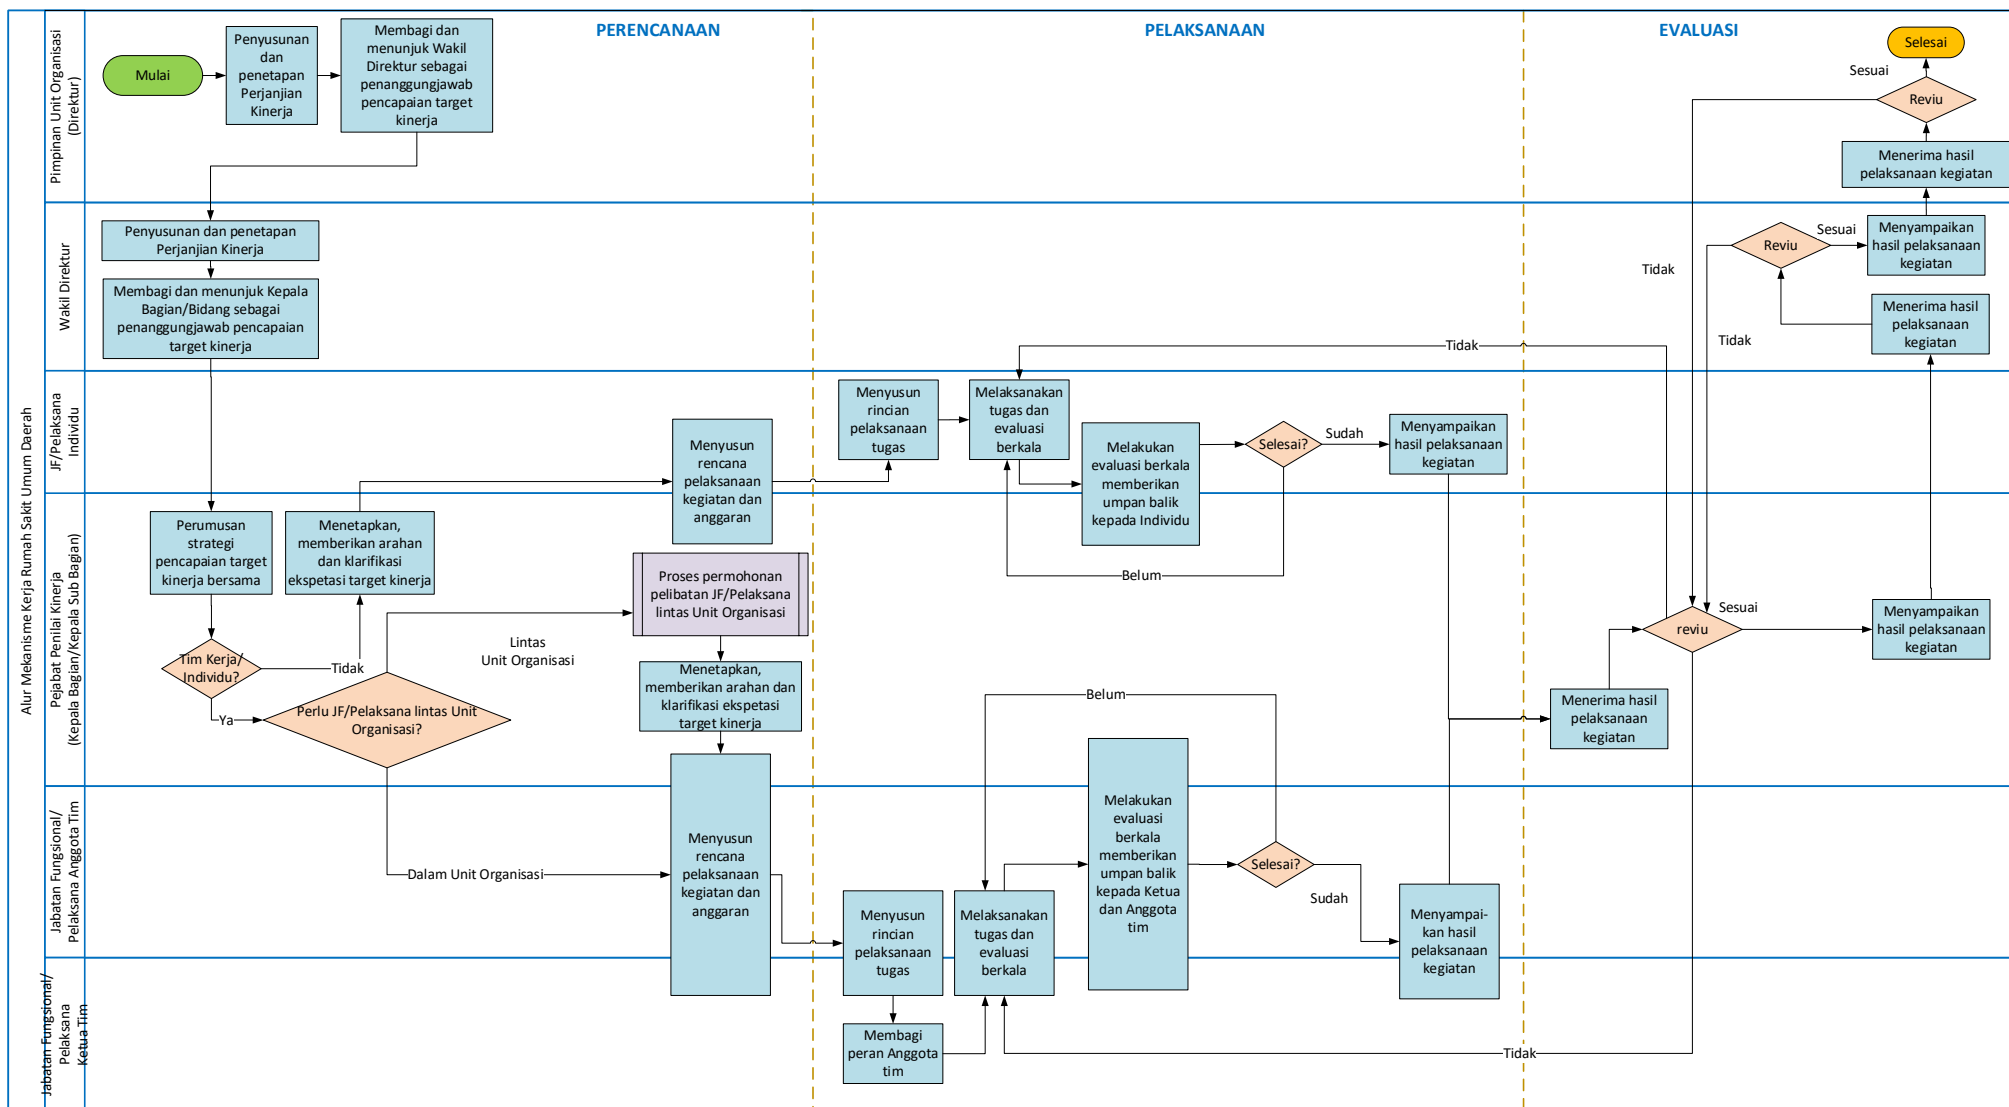 PERENCANAAN
PELAKSANAAN
EVALUASI
Alur Mekanisme Kerja Rumah Sakit Umum Daerah
Pimpinan Unit Organisasi
(Direktur)
Mulai
Penyusunan
dan
penetapan
Perjanjian
Kinerja
Membagi dan
menunjuk Wakil
Direktur sebagai
penanggungjawab
pencapaian target
kinerja
Selesai
Sesuai
Reviu
Menerima hasil
pelaksanaan kegiatan
Wakil Direktur
Penyusunan dan penetapan
Perjanjian Kinerja
Membagi dan menunjuk Kepala
Bagian/Bidang sebagai
penanggungjawab pencapaian
target kinerja
Tidak
Reviu
Sesuai
Menyampaikan
hasil pelaksanaan
kegiatan
Menerima hasil
pelaksanaan
kegiatan
Tidak
Tidak
JF/Pelaksana
Individu
Menyusun
rencana
pelaksanaan
kegiatan dan
anggaran
Menyusun
rincian
pelaksanaan
tugas
Melaksanakan
tugas dan
evaluasi
berkala
Melakukan
evaluasi berkala
memberikan
umpan balik
kepada Individu
Selesai?
Sudah
Menyampaikan
hasil pelaksanaan
kegiatan
Belum
Pejabat Penilai Kinerja
(Kepala Bagian/Kepala Sub Bagian)
Perumusan
strategi
pencapaian target
kinerja bersama
Menetapkan,
memberikan arahan
dan klarifikasi
ekspetasi target kinerja
Tim Kerja/
Individu?
Tidak
Ya
Perlu JF/Pelaksana lintas Unit
Organisasi?
Lintas
Unit Organisasi
Proses permohonan
pelibatan JF/Pelaksana
lintas Unit Organisasi
Menetapkan,
memberikan arahan dan
klarifikasi ekspetasi
target kinerja
Menerima hasil
pelaksanaan
kegiatan
reviu
Sesuai
Menyampaikan
hasil pelaksanaan
kegiatan
Jabatan Fungsional/
Pelaksana Anggota Tim
Dalam Unit Organisasi
Menyusun
rencana
pelaksanaan
kegiatan dan
anggaran
Menyusun
rincian
pelaksanaan
tugas
Belum
Melaksanakan
tugas dan
evaluasi
berkala
Melakukan
evaluasi
berkala
memberikan
umpan balik
kepada Ketua
dan Anggota
tim
Selesai?
Sudah
Menyampai-
kan hasil
pelaksanaan
kegiatan
Jabatan Fungsional/
Pelaksana
Ketua Tim
Membagi
peran Anggota
tim
Tidak